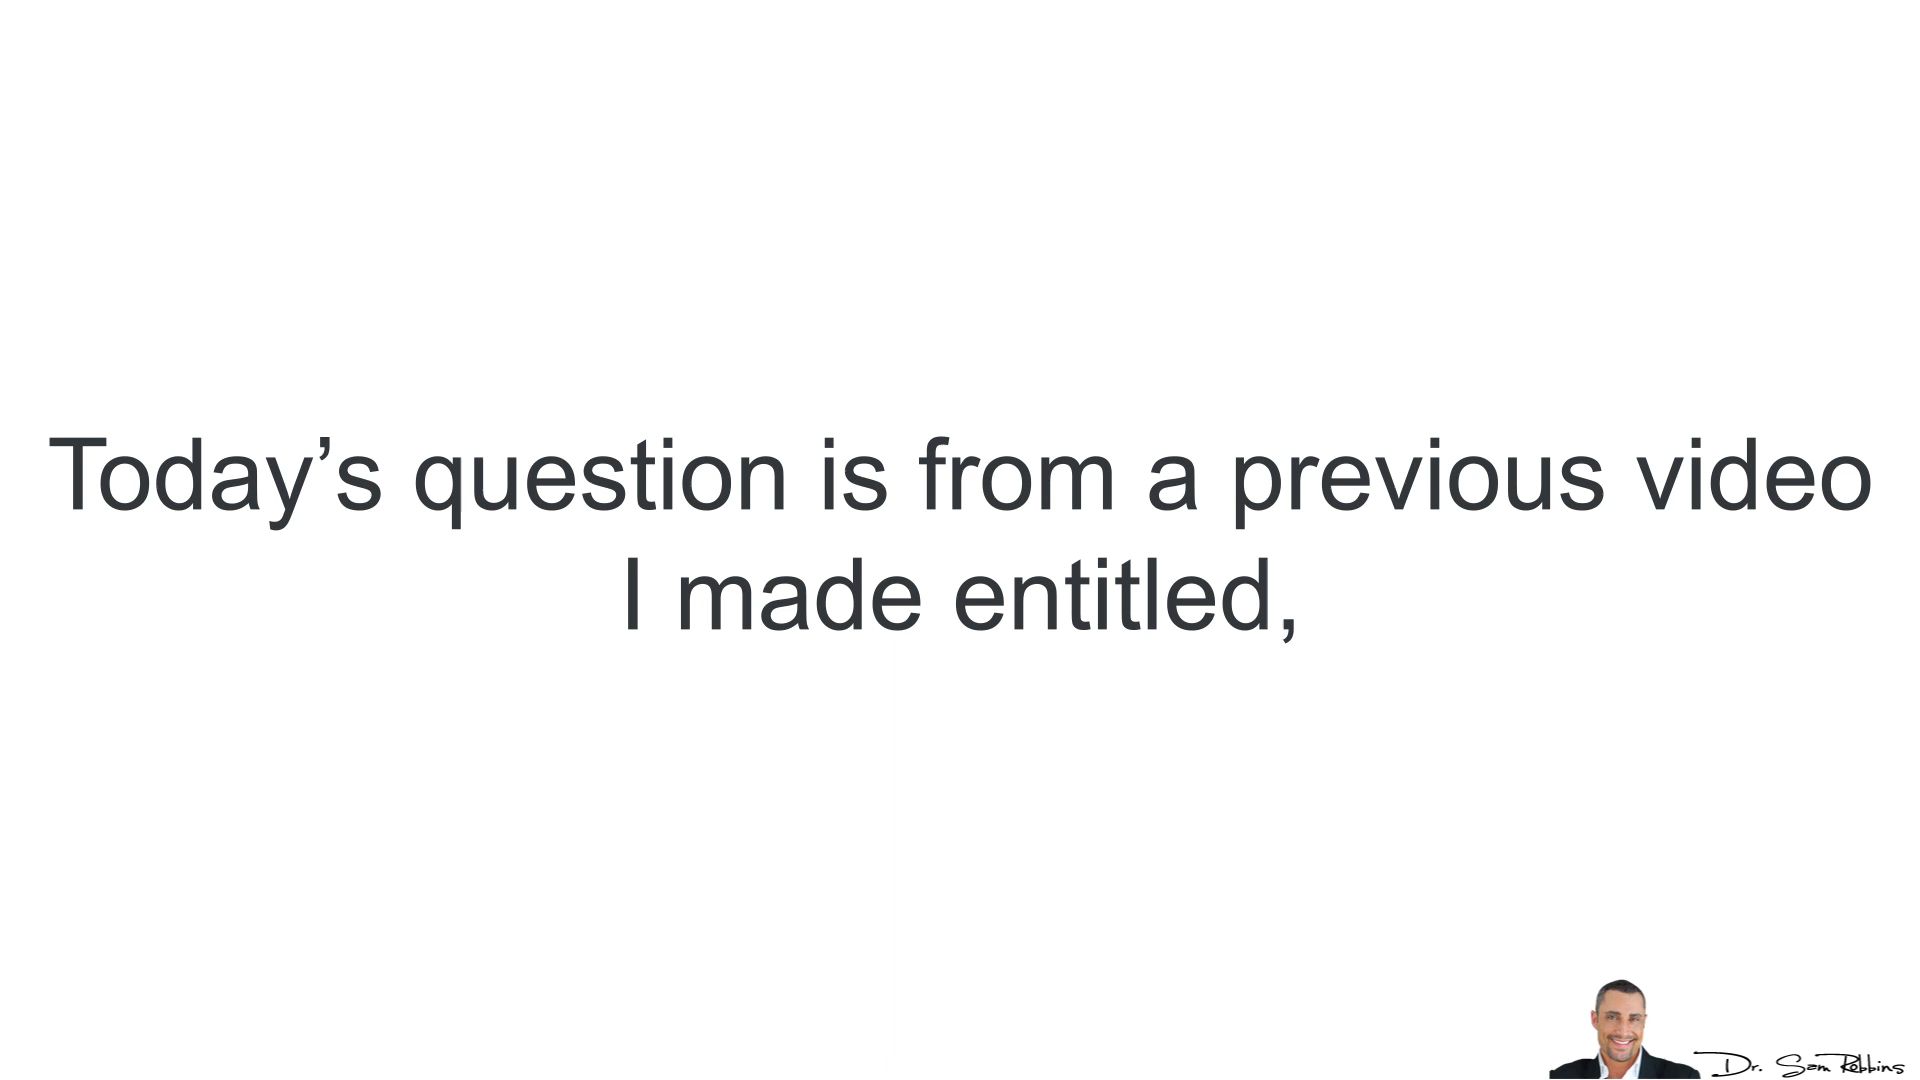 Today’s question is from a previous video
I made entitled,
Dr. Sam Robbins